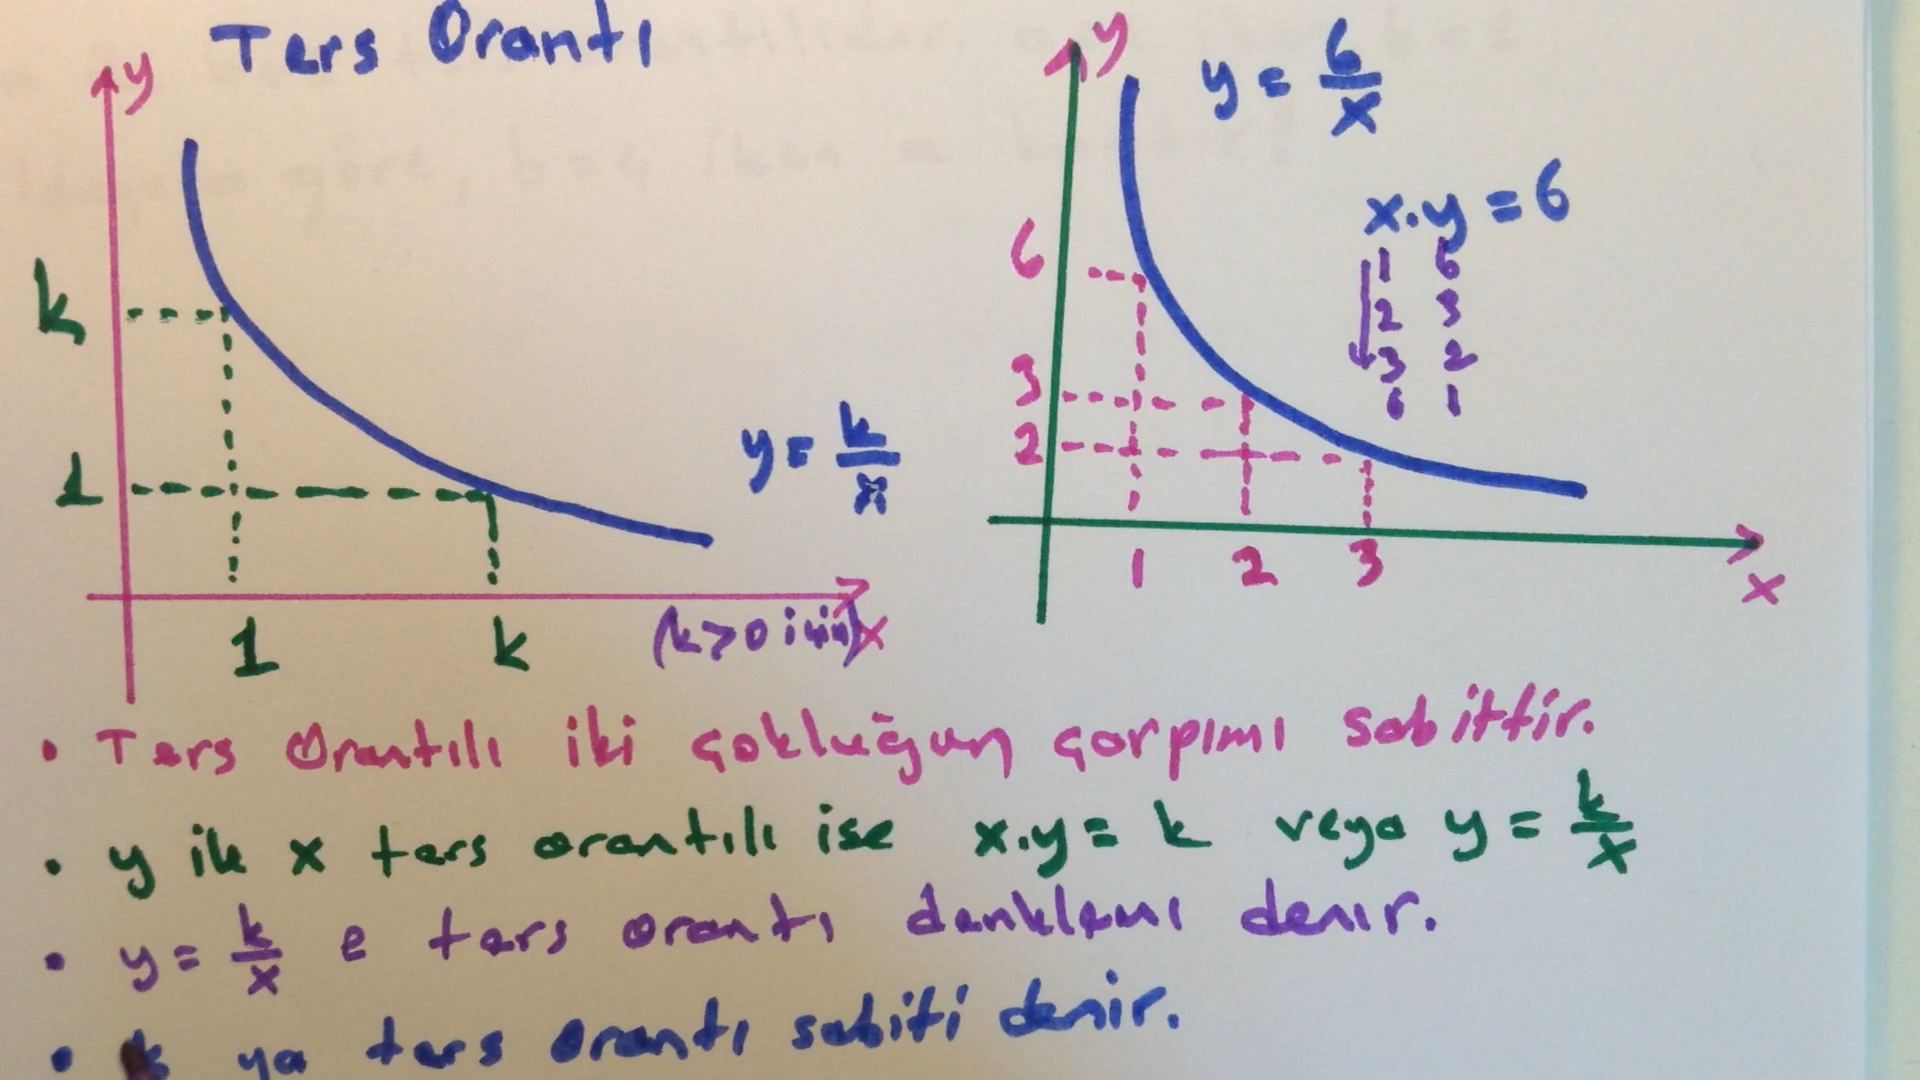 Ters Orantı
y
k
1
1
k
y = k/x
(k>0 için)
x
y
y = 6/x
x.y = 6
1 6
2 3
3 2
6 1
6
3
2
1 2 3
x
• Ters Orantılı iki çokluğun çarpımı sabittir.
• y ile x ters orantılı ise x.y = k veya y = k/x
• y = k/x e ters orantı denklemi denir.
• k ya ters orantı sabiti denir.